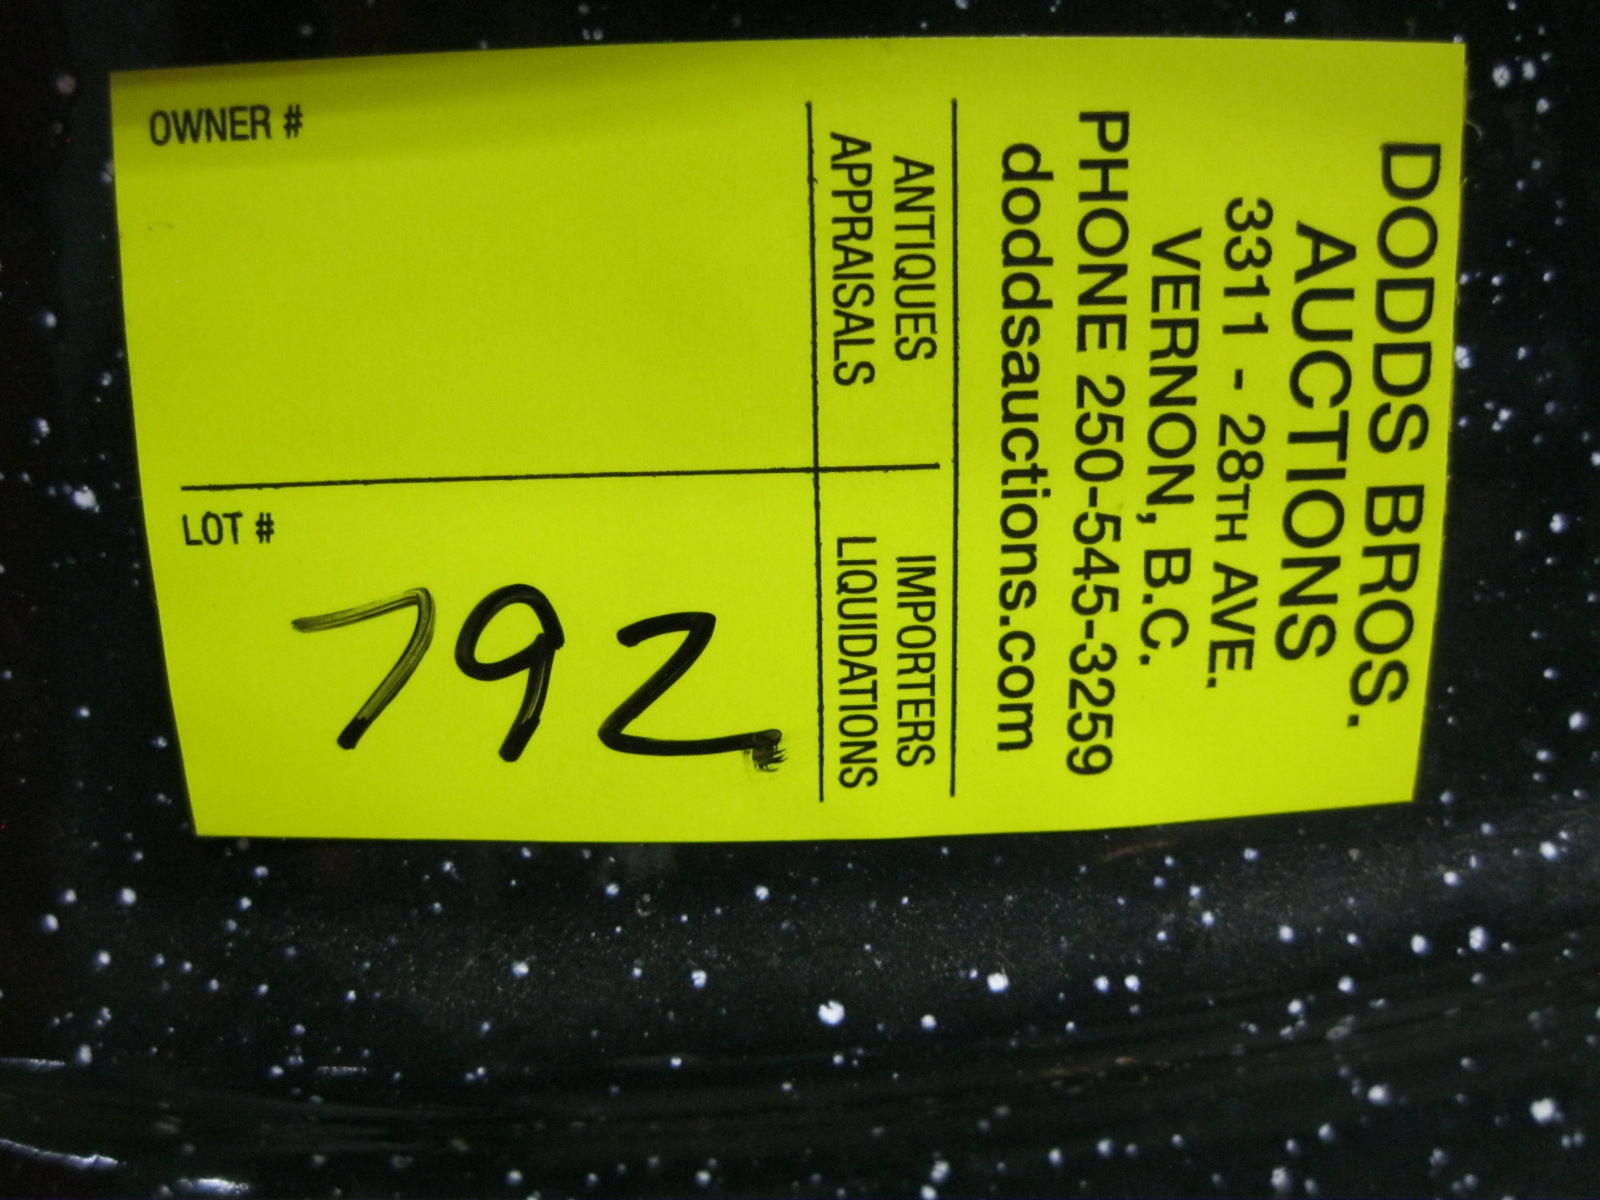 DODDS BROS.
AUCTIONS
3311 - 28TH AVE.
VERNON, B.C.
PHONE 250-545-3259
doddsauctions.com
ANTIQUES
APPRAISALS
IMPORTERS
LIQUIDATIONS
OWNER #
LOT #
792